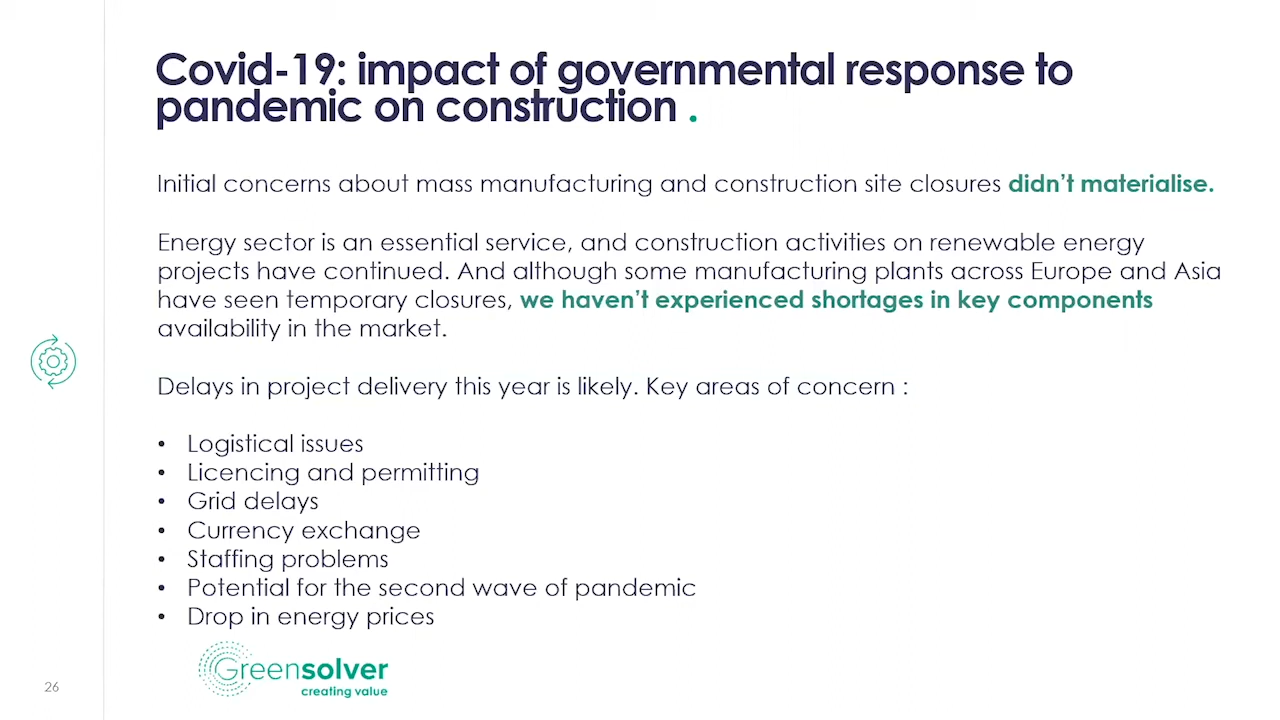 Covid-19: impact of governmental response to
pandemic on construction .
Initial concerns about mass manufacturing and construction site closures didn't materialise.
Energy sector is an essential service, and construction activities on renewable energy
projects have continued. And although some manufacturing plants across Europe and Asia
have seen temporary closures, we haven't experienced shortages in key components
availability in the market.
Delays in project delivery this year is likely. Key areas of concern :
• Logistical issues
• Licencing and permitting
• Grid delays
• Currency exchange
• Staffing problems
• Potential for the second wave of pandemic
• Drop in energy prices
Greensolver
creating value
26